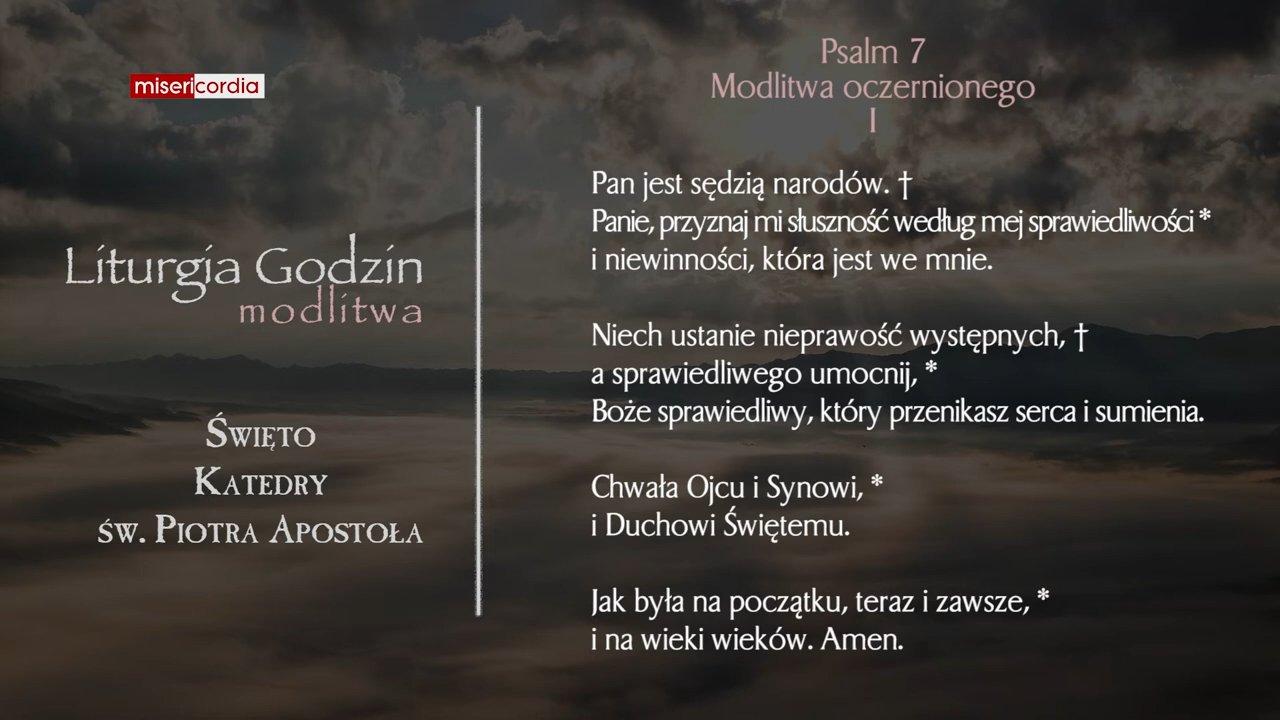 misericordia
Liturgia Godzin
modlitwa
Święto
Katedry
św. Piotra Apostoła
Psalm 7
Modlitwa oczernionego
I
Pan jest sędzią narodów. †
Panie, przyznaj mi słuszność według mej sprawiedliwości *
i niewinności, która jest we mnie.
Niech ustanie nieprawość występnych, †
a sprawiedliwego umocnij, *
Boże sprawiedliwy, który przenikasz serca i sumienia.
Chwała Ojcu i Synowi, *
i Duchowi Świętemu.
Jak była na początku, teraz i zawsze, *
i na wieki wieków. Amen.